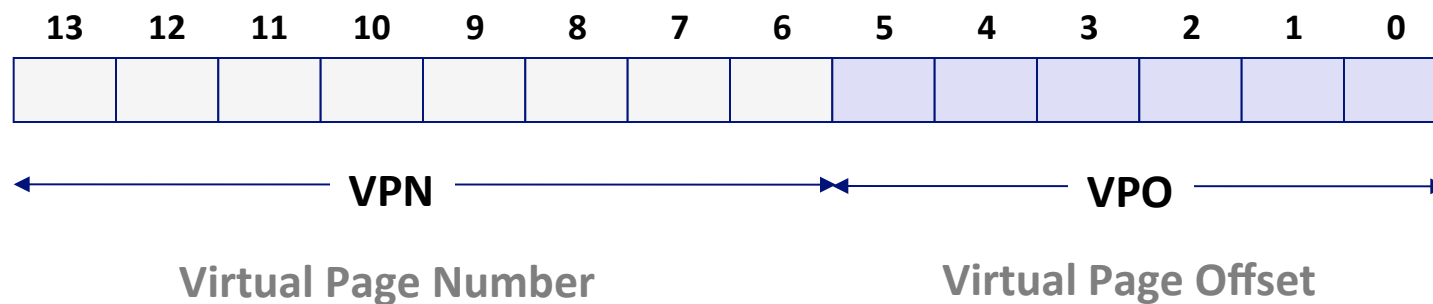 13 12 11 10 9 8 7 6 5 4 3 2 1 0
VPN VPO
Virtual Page Number Virtual Page Offset